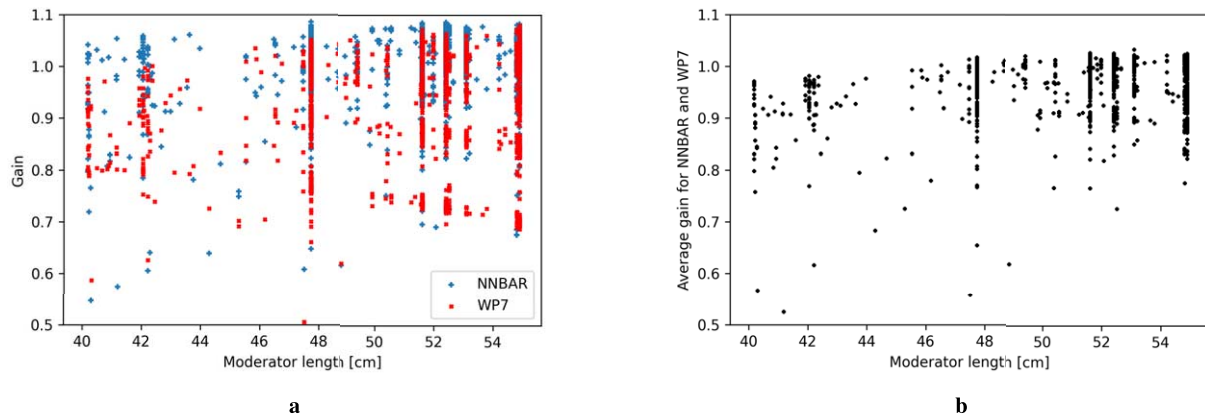 1.1
1.0
0.9
0.8
0.7
0.6
0.5
Gain
40 42 44 46 48 50 52 54
Moderator length [cm]
NNBAR
WP7
a
1.1
1.0
0.9
0.8
0.7
0.6
0.5
Average gain for NNBAR and WP7
40 42 44 46 48 50 52 54
Moderator length [cm]
b